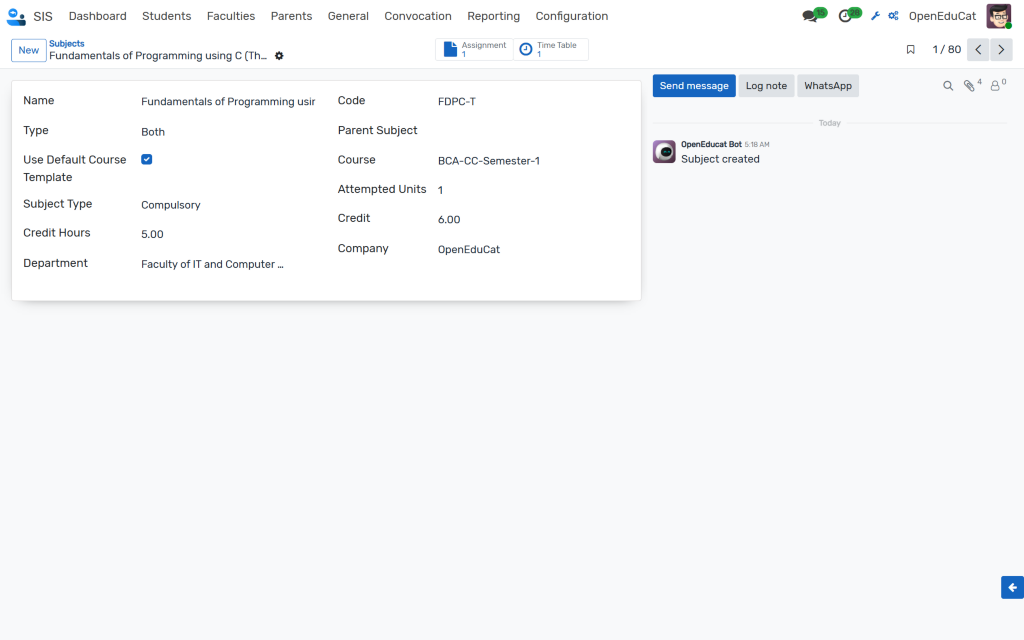 SIS Dashboard Students Faculties Parents General Convocation Reporting Configuration 15 28 OpenEduCat
New Subjects
Fundamentals of Programming using C (Th...
Assignment
1
Time Table
1
1 / 80
Name Fundamentals of Programming usin
Type Both
Use Default Course
Template
Subject Type Compulsory
Credit Hours 5.00
Department Faculty of IT and Computer ...
Code FDPC-T
Parent Subject
Course BCA-CC-Semester-1
Attempted Units 1
Credit 6.00
Company OpenEduCat
Send message Log note WhatsApp 4 0
Today
OpenEducat Bot 5:18 AM
Subject created